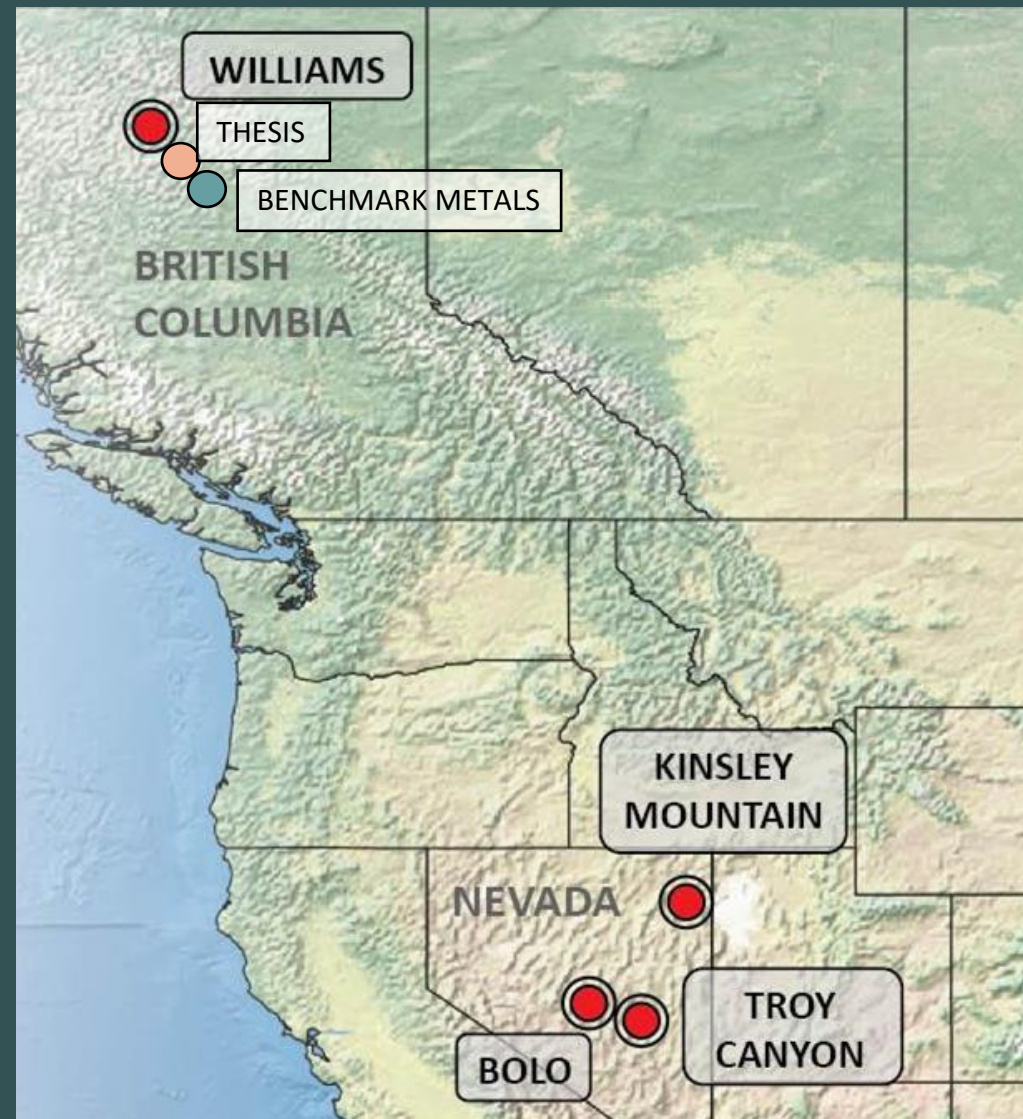 WILLIAMS
THESIS
BENCHMARK METALS
BRITISH
COLUMBIA
KINSLEY
MOUNTAIN
NEVADA
TROY
CANYON
BOLO